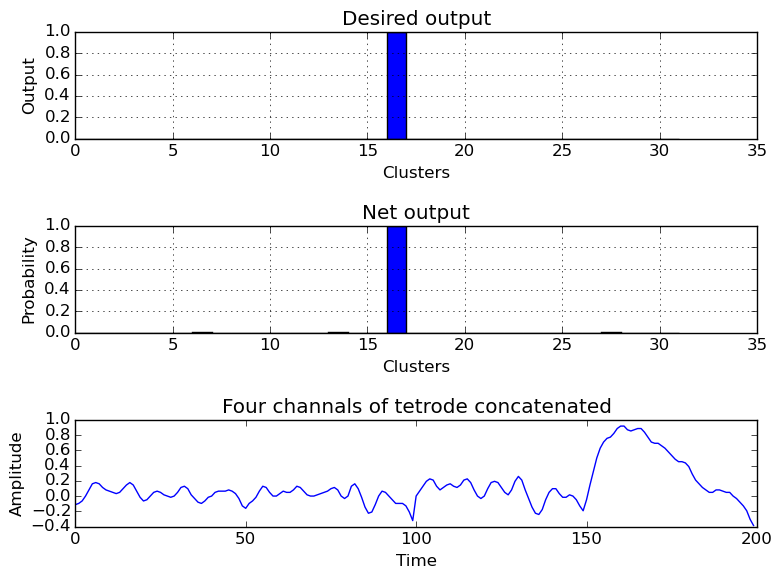 Desired output
1.0
0.8
0.6
0.4
0.2
0.0
Output
0 5 10 15 20 25 30 35
Clusters
Net output
1.0
0.8
0.6
0.4
0.2
0.0
Probability
0 5 10 15 20 25 30 35
Clusters
Four channals of tetrode concatenated
1.0
0.8
0.6
0.4
0.2
0.0
−0.2
−0.4
Amplitude
0 50 100 150 200
Time